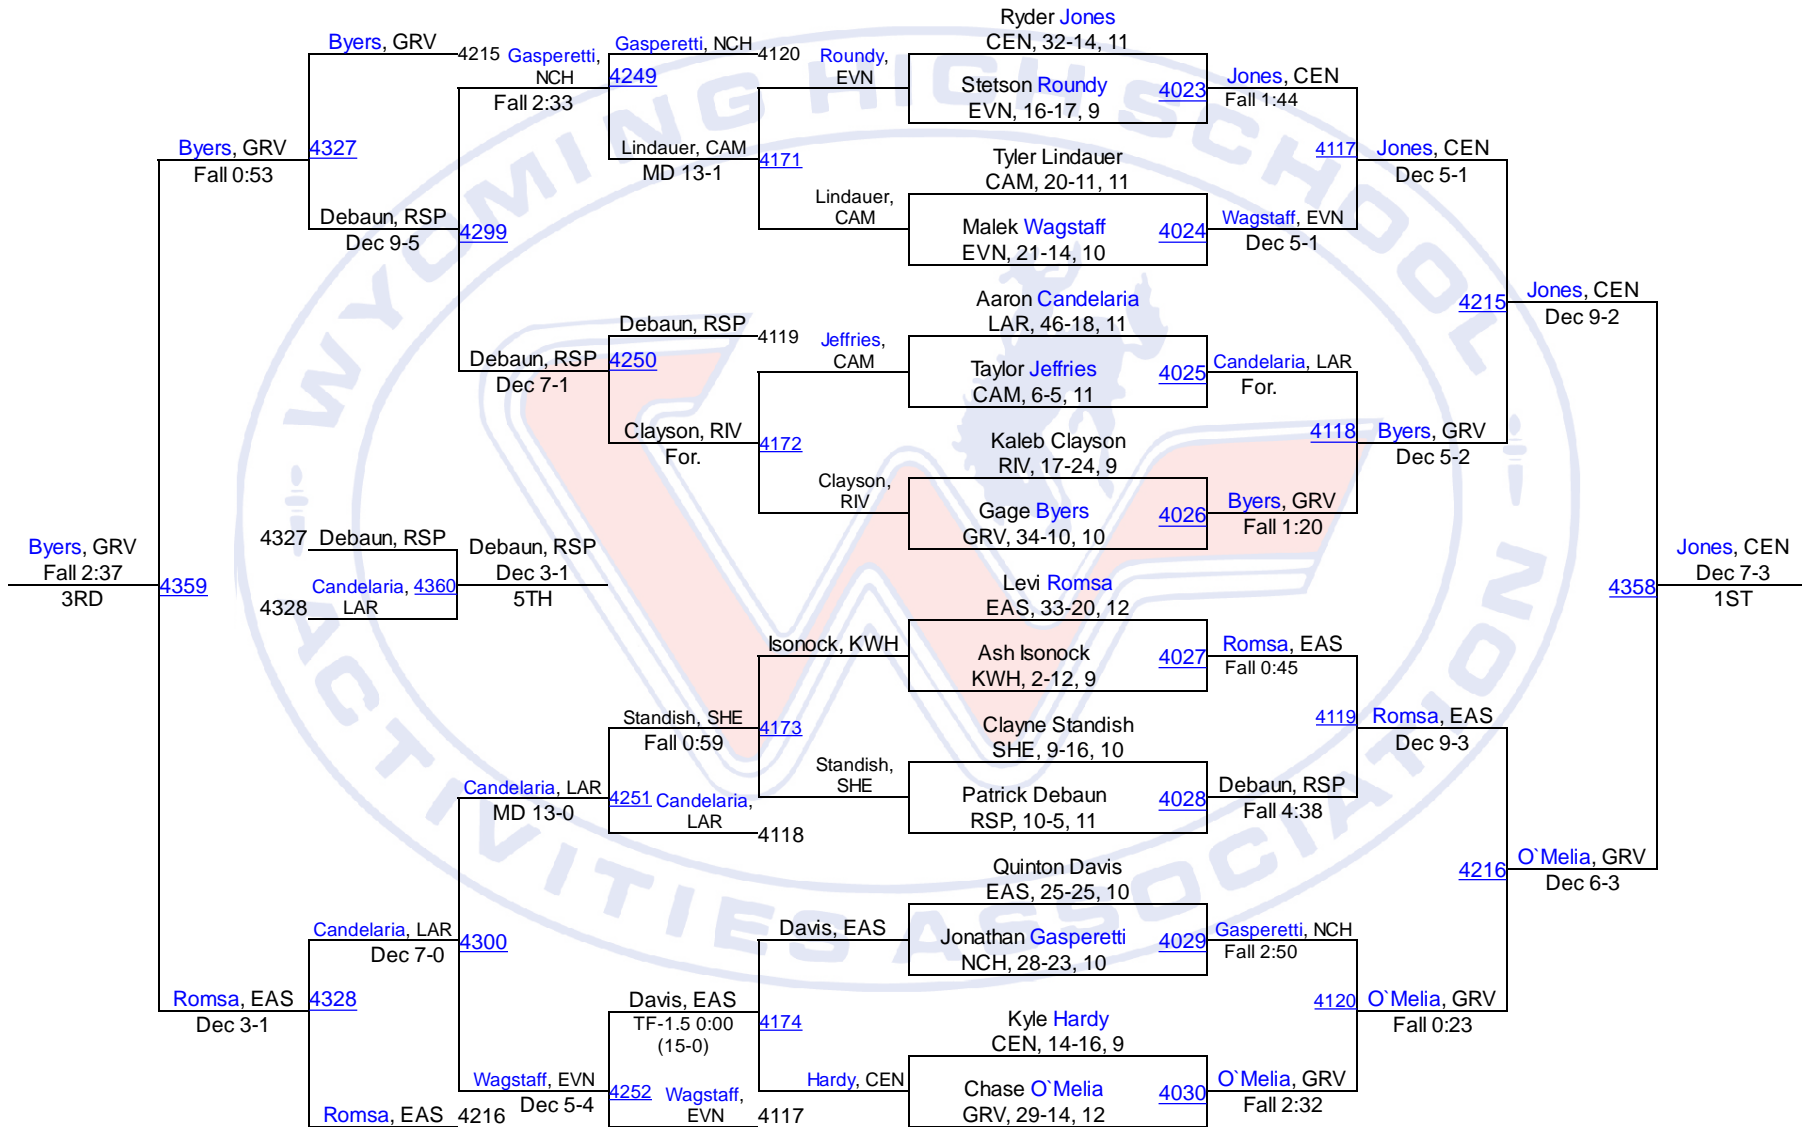 WYOMING HIGH SCHOOL
ACTIVITIES ASSOCIATION
Byers, GRV
4215
Gasperetti,
NCH
Fall 2:33
4249
Gasperetti, NCH
4120
Roundy,
EVN
Ryder Jones
CEN, 32-14, 11
Stetson Roundy
EVN, 16-17, 9
4023
Jones, CEN
Fall 1:44
Byers, GRV
Fall 0:53
4327
Lindauer, CAM
MD 13-1
4171
Tyler Lindauer
CAM, 20-11, 11
4117
Jones, CEN
Dec 5-1
Debaun, RSP
Dec 9-5
4299
Lindauer,
CAM
Malek Wagstaff
EVN, 21-14, 10
4024
Wagstaff, EVN
Dec 5-1
Aaron Candelaria
LAR, 46-18, 11
4215
Jones, CEN
Dec 9-2
Debaun, RSP
4119
Debaun, RSP
Dec 7-1
4250
Jeffries,
CAM
Taylor Jeffries
CAM, 6-5, 11
4025
Candelaria, LAR
For.
Clayson, RIV
For.
4172
Kaleb Clayson
RIV, 17-24, 9
4118
Byers, GRV
Dec 5-2
Clayson,
RIV
Gage Byers
GRV, 34-10, 10
4026
Byers, GRV
Fall 1:20
4327
Debaun, RSP
Debaun, RSP
Dec 3-1
5TH
Byers, GRV
Fall 2:37
3RD
4359
Candelaria,
LAR
4360
4328
Levi Romsa
EAS, 33-20, 12
4358
Jones, CEN
Dec 7-3
1ST
Isonock, KWH
Ash Isonock
KWH, 2-12, 9
4027
Romsa, EAS
Fall 0:45
Standish, SHE
Fall 0:59
4173
Clayne Standish
SHE, 9-16, 10
4119
Romsa, EAS
Dec 9-3
Candelaria, LAR
MD 13-0
4251
Candelaria,
LAR
4118
Standish,
SHE
Patrick Debaun
RSP, 10-5, 11
4028
Debaun, RSP
Fall 4:38
Quinton Davis
EAS, 25-25, 10
4216
O`Melia, GRV
Dec 6-3
Candelaria, LAR
Dec 7-0
4300
Davis, EAS
Jonathan Gasperetti
NCH, 28-23, 10
4029
Gasperetti, NCH
Fall 2:50
Romsa, EAS
Dec 3-1
4328
Davis, EAS
TF-1.5 0:00
(15-0)
4174
Kyle Hardy
CEN, 14-16, 9
4120
O`Melia, GRV
Fall 0:23
Wagstaff, EVN
Dec 5-4
4252
Wagstaff,
EVN
4117
Hardy, CEN
Chase O`Melia
GRV, 29-14, 12
4030
O`Melia, GRV
Fall 2:32
Romsa, EAS
4216